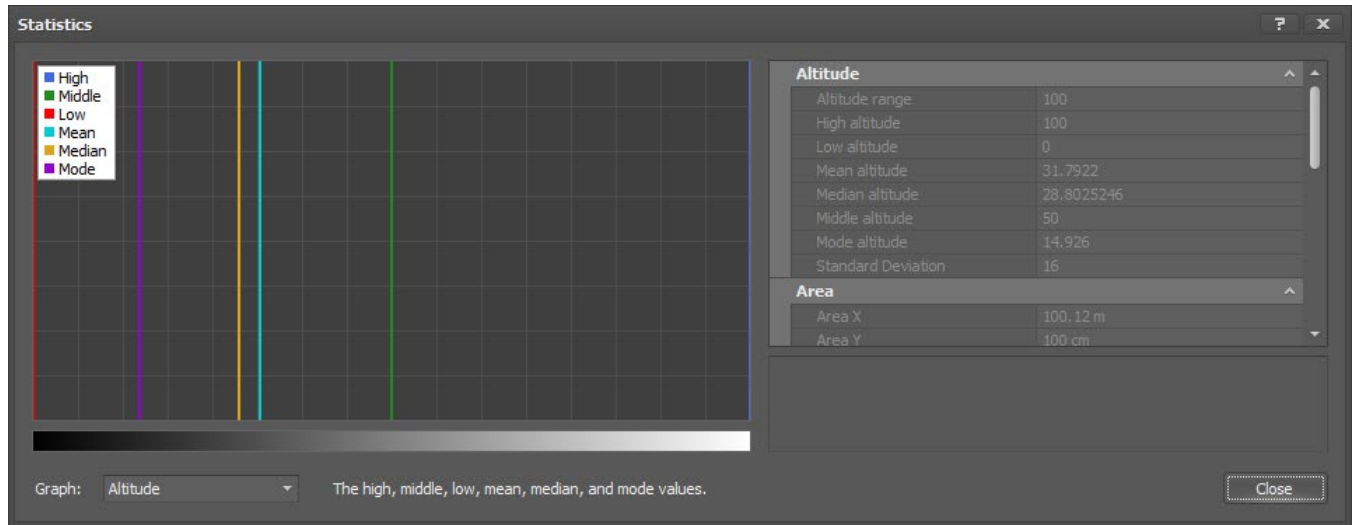 Statistics
High
Middle
Low
Mean
Median
Mode
Altitude
Altitude range 100
High altitude 100
Low altitude 0
Mean altitude 31.7922
Median altitude 28.8025246
Middle altitude 50
Mode altitude 14.926
Standard Deviation 16
Area
Area X 100.12 m
Area Y 100 cm
Graph: Altitude The high, middle, low, mean, median, and mode values. Close